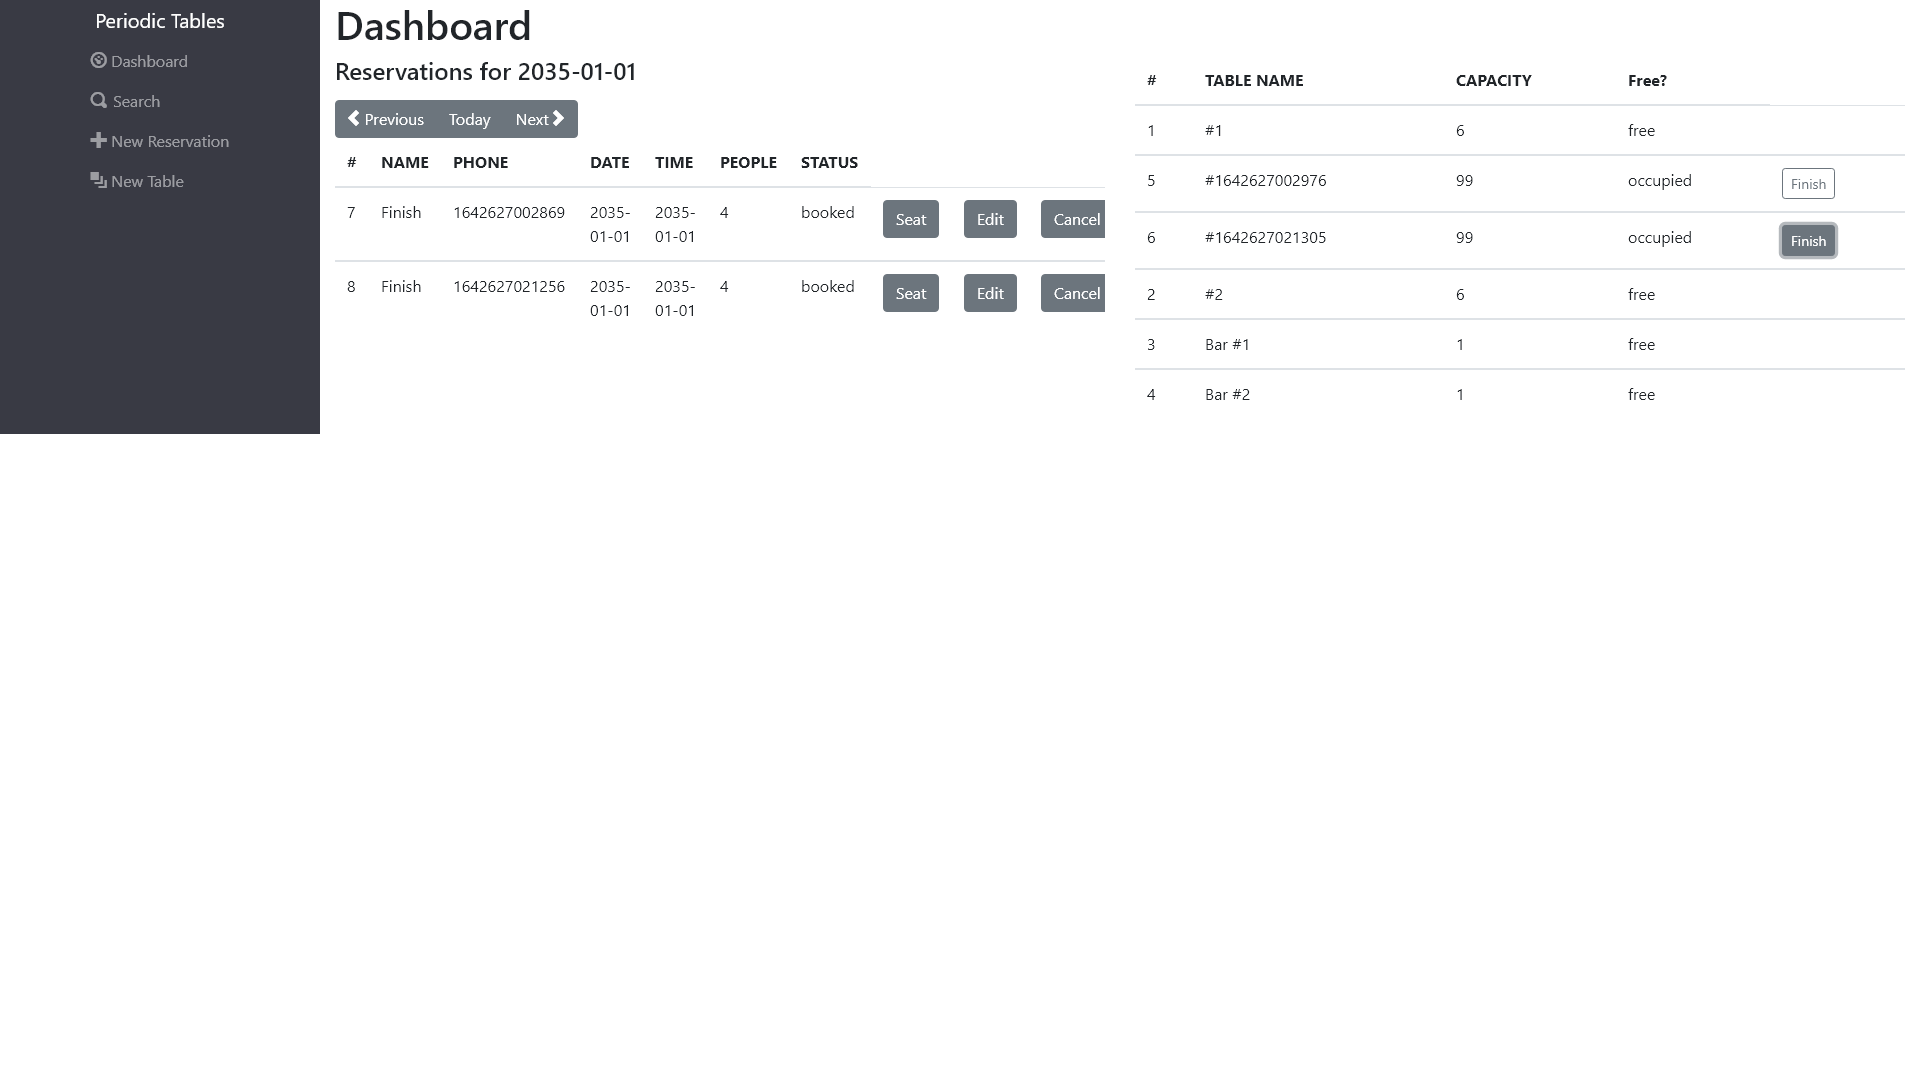 Periodic Tables
Dashboard
Search
New Reservation
New Table
Dashboard
Reservations for 2035-01-01
Previous Today Next
# NAME PHONE DATE TIME PEOPLE STATUS
7 Finish 1642627002869 2035-01-01 2035-01-01 4 booked Seat Edit Cancel
8 Finish 1642627021256 2035-01-01 2035-01-01 4 booked Seat Edit Cancel
# TABLE NAME CAPACITY Free?
1 #1 6 free
5 #1642627002976 99 occupied Finish
6 #1642627021305 99 occupied Finish
2 #2 6 free
3 Bar #1 1 free
4 Bar #2 1 free